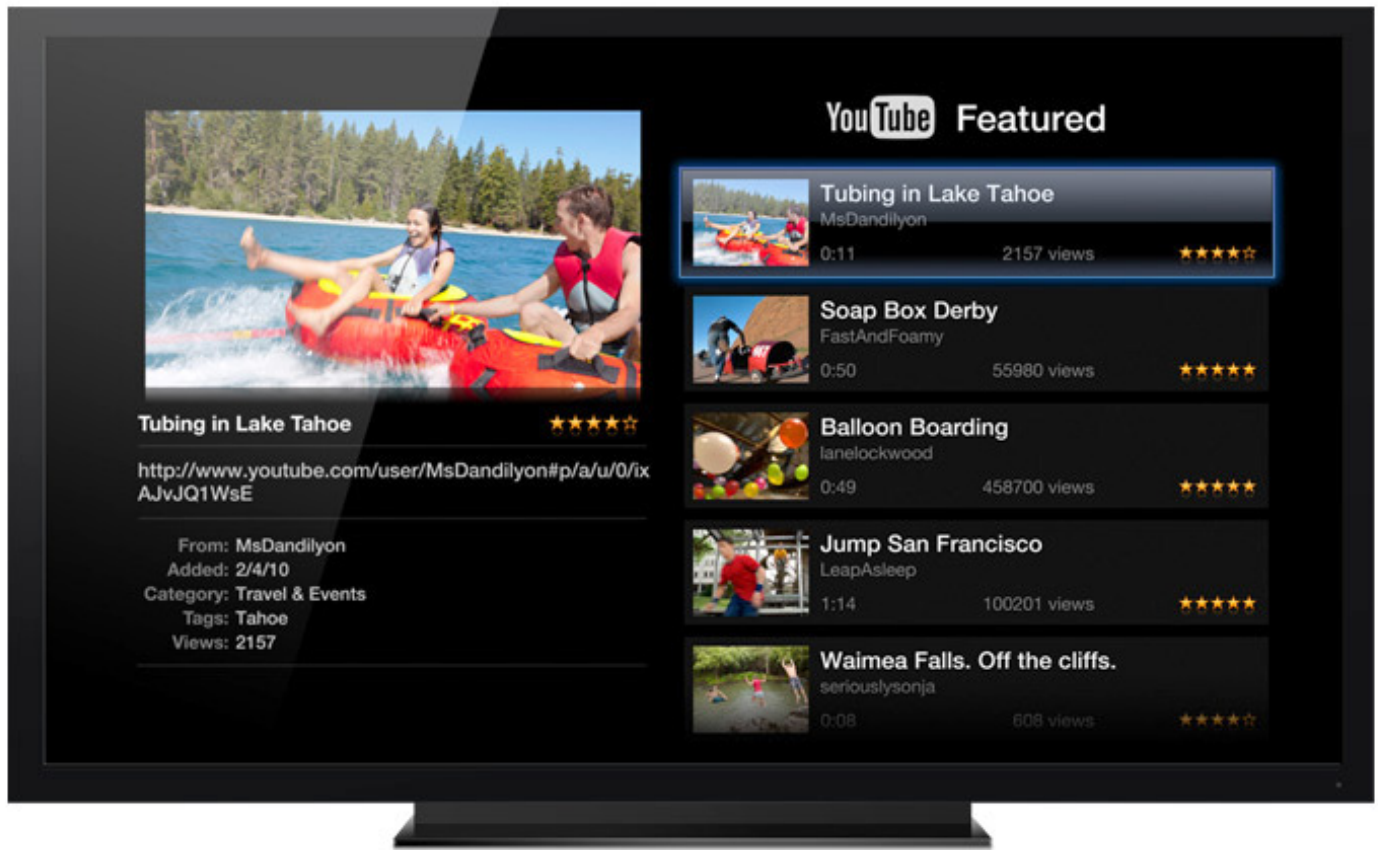 YouTube Featured
Tubing in Lake Tahoe
http://www.youtube.com/user/MsDandilyon#p/a/u/0/ix
AJvJQ1WsE
From: MsDandilyon
Added: 2/4/10
Category: Travel & Events
Tags: Tahoe
Views: 2157
Tubing in Lake Tahoe
MsDandilyon
0:11 2157 views
Soap Box Derby
FastAndFoamy
0:50 55980 views
Balloon Boarding
lanelockwood
0:49 458700 views
Jump San Francisco
LeapAsleep
1:14 100201 views
Waimea Falls. Off the cliffs.
seriouslysonja
0:08 608 views